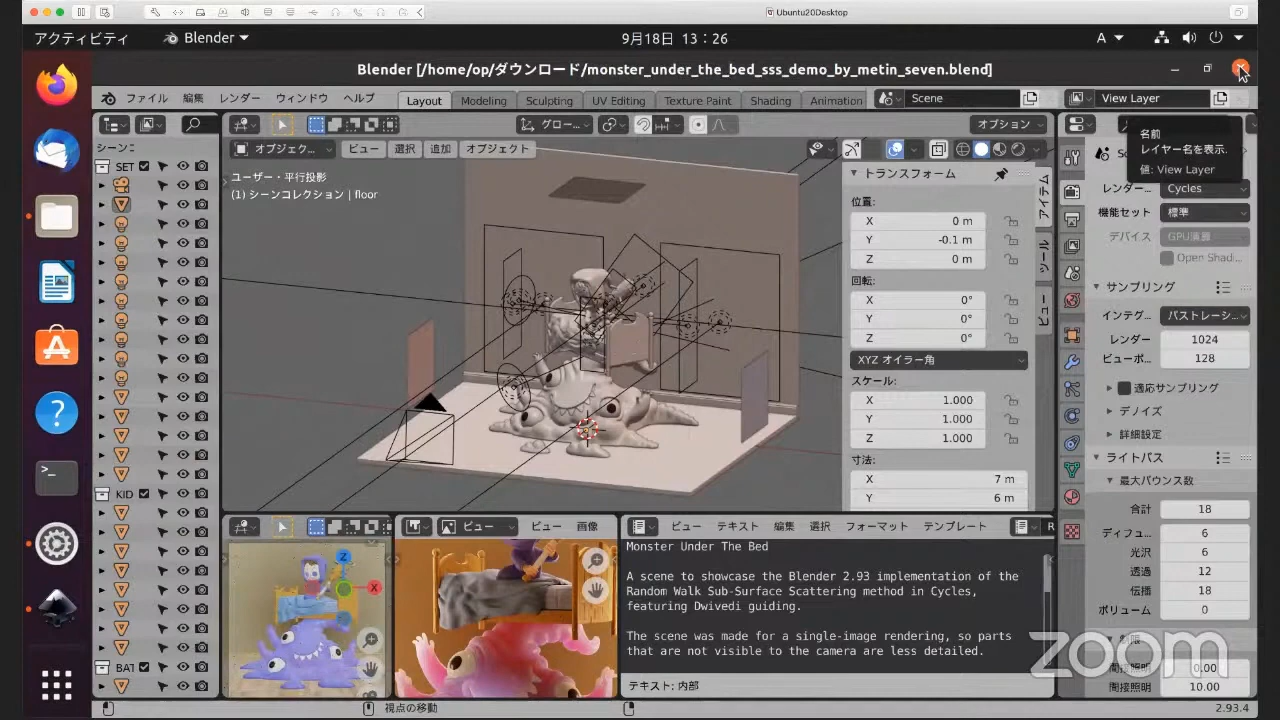 Ubuntu20Desktop
アクティビティ
Blender
9月18日 13：26
A
Blender [/home/op/ダウンロード/monster_under_the_bed_sss_demo_by_metin_seven.blend]
ファイル 編集 レンダー ウィンドウ ヘルプ
Layout Modeling Sculpting UV Editing Texture Paint Shading Animation
Scene
View Layer
グロー...
オプション
名前
レイヤー名を表示.
値: View Layer
オブジェク... ビュー 選択 追加 オブジェクト
ユーザー・平行投影
(1) シーンコレクション | floor
シーンコ
SET
KID
BAT
トランスフォーム
位置:
X 0 m
Y -0.1 m
Z 0 m
回転:
X 0°
Y 0°
Z 0°
XYZ オイラー角
スケール:
X 1.000
Y 1.000
Z 1.000
寸法:
X 7 m
Y 6 m
アイテム
ツール
ビュー
レンダー... Cycles
機能セット 標準
デバイス GPU演算
Open Shadi...
サンプリング
インテグ... パストレーシ...
レンダー 1024
ビューポ... 128
適応サンプリング
デノイズ
詳細設定
ライトパス
最大バウンス数
合計 18
ディフュ... 6
光沢 6
透過 12
伝播 18
ボリューム 0
間接照明 0.00
間接照明 10.00
ビュー ビュー 画像
ビュー テキスト 編集 選択 フォーマット テンプレート
Monster Under The Bed
A scene to showcase the Blender 2.93 implementation of the
Random Walk Sub-Surface Scattering method in Cycles,
featuring Dwivedi guiding.
The scene was made for a single-image rendering, so parts
that are not visible to the camera are less detailed.
テキスト: 内部
zoom
視点の移動
2.93.4